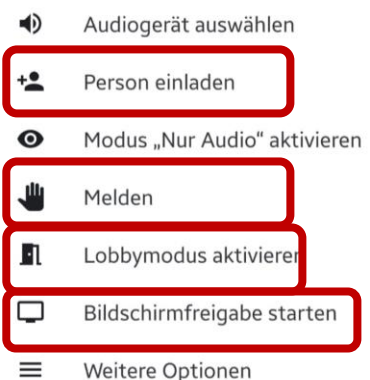 Audiogerät auswählen
Person einladen
Modus „Nur Audio“ aktivieren
Melden
Lobbymodus aktivieren
Bildschirmfreigabe starten
Weitere Optionen